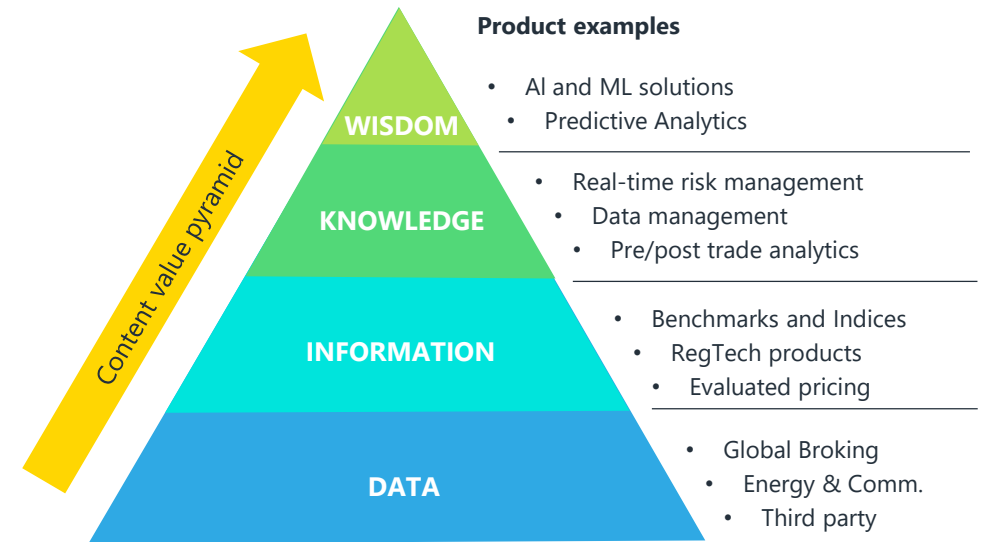 Product examples
• AI and ML solutions
• Predictive Analytics
WISDOM
• Real-time risk management
• Data management
• Pre/post trade analytics
KNOWLEDGE
• Benchmarks and Indices
• RegTech products
• Evaluated pricing
INFORMATION
• Global Broking
• Energy & Comm.
• Third party
DATA
Content value pyramid